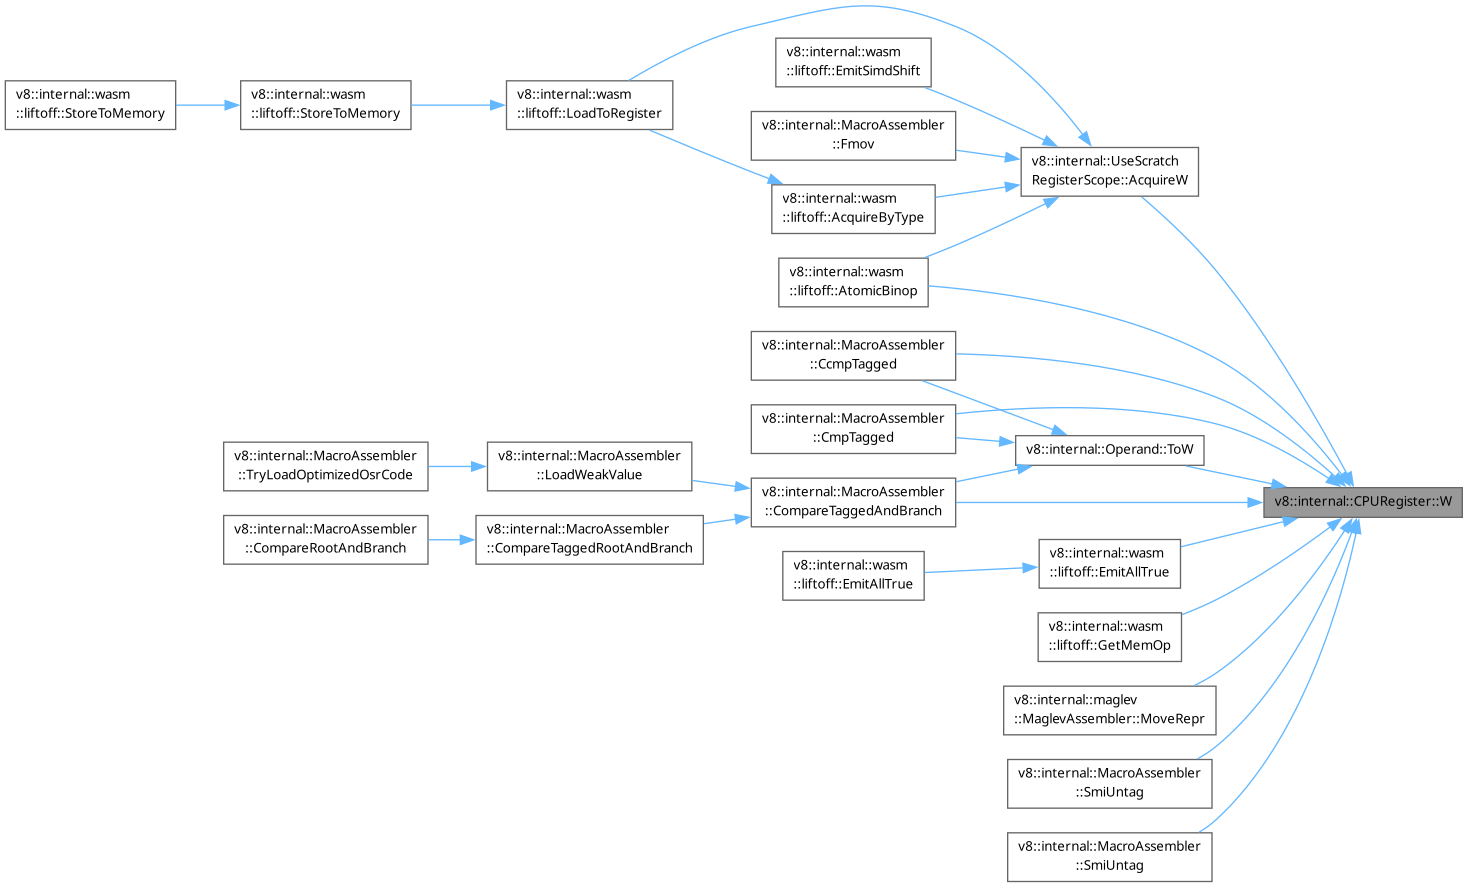 v8::internal::wasm
::liftoff::StoreToMemory
v8::internal::wasm
::liftoff::StoreToMemory
v8::internal::wasm
::liftoff::LoadToRegister
v8::internal::wasm
::liftoff::EmitSimdShift
v8::internal::MacroAssembler
::Fmov
v8::internal::wasm
::liftoff::AcquireByType
v8::internal::UseScratch
RegisterScope::AcquireW
v8::internal::wasm
::liftoff::AtomicBinop
v8::internal::MacroAssembler
::CcmpTagged
v8::internal::MacroAssembler
::CmpTagged
v8::internal::Operand::ToW
v8::internal::MacroAssembler
::TryLoadOptimizedOsrCode
v8::internal::MacroAssembler
::LoadWeakValue
v8::internal::MacroAssembler
::CompareTaggedAndBranch
v8::internal::CPURegister::W
v8::internal::MacroAssembler
::CompareRootAndBranch
v8::internal::MacroAssembler
::CompareTaggedRootAndBranch
v8::internal::wasm
::liftoff::EmitAllTrue
v8::internal::wasm
::liftoff::EmitAllTrue
v8::internal::wasm
::liftoff::GetMemOp
v8::internal::maglev
::MaglevAssembler::MoveRepr
v8::internal::MacroAssembler
::SmiUntag
v8::internal::MacroAssembler
::SmiUntag